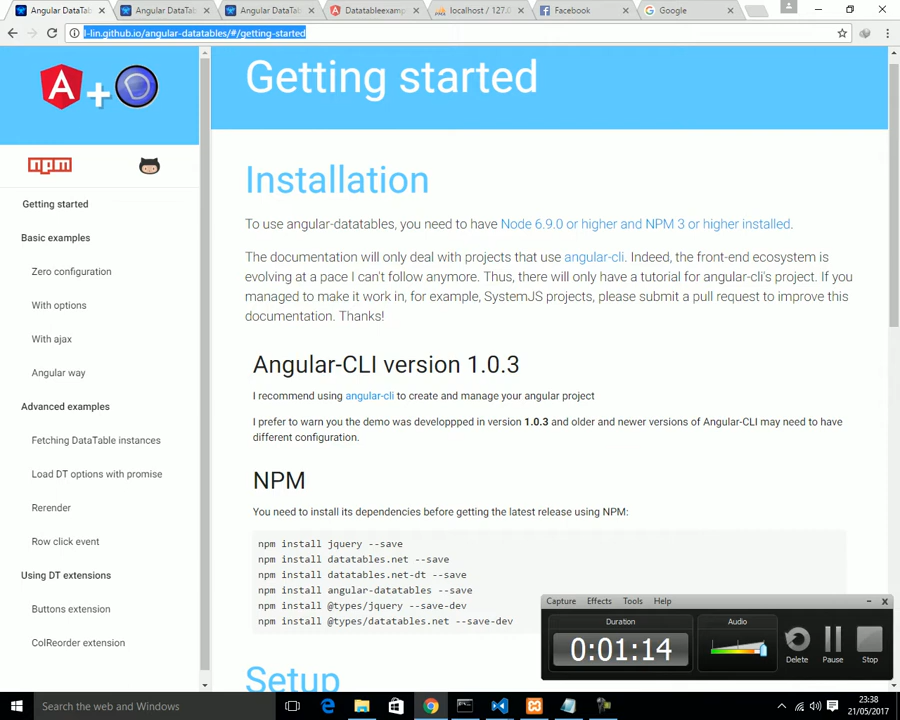 Angular DataTab
Angular DataTa
Angular DataTa
Datatableexamp
localhost / 127.0
Facebook
Google
l-lin.github.io/angular-datatables/#/getting-started
A + D
npm
Getting started
Basic examples
Zero configuration
With options
With ajax
Angular way
Advanced examples
Fetching DataTable instances
Load DT options with promise
Rerender
Row click event
Using DT extensions
Buttons extension
ColReorder extension
Getting started
Installation
To use angular-datatables, you need to have Node 6.9.0 or higher and NPM 3 or higher installed.
The documentation will only deal with projects that use angular-cli. Indeed, the front-end ecosystem is
evolving at a pace I can't follow anymore. Thus, there will only have a tutorial for angular-cli's project. If you
managed to make it work in, for example, SystemJS projects, please submit a pull request to improve this
documentation. Thanks!
Angular-CLI version 1.0.3
I recommend using angular-cli to create and manage your angular project
I prefer to warn you the demo was developpped in version 1.0.3 and older and newer versions of Angular-CLI may need to have
different configuration.
NPM
You need to install its dependencies before getting the latest release using NPM:
npm install jquery --save
npm install datatables.net --save
npm install datatables.net-dt --save
npm install angular-datatables --save
npm install @types/jquery --save-dev
npm install @types/datatables.net --save-dev
Setup
Capture Effects Tools Help
Duration
0:01:14
Audio
Delete
Pause
Stop
Search the web and Windows
23:38
21/05/2017